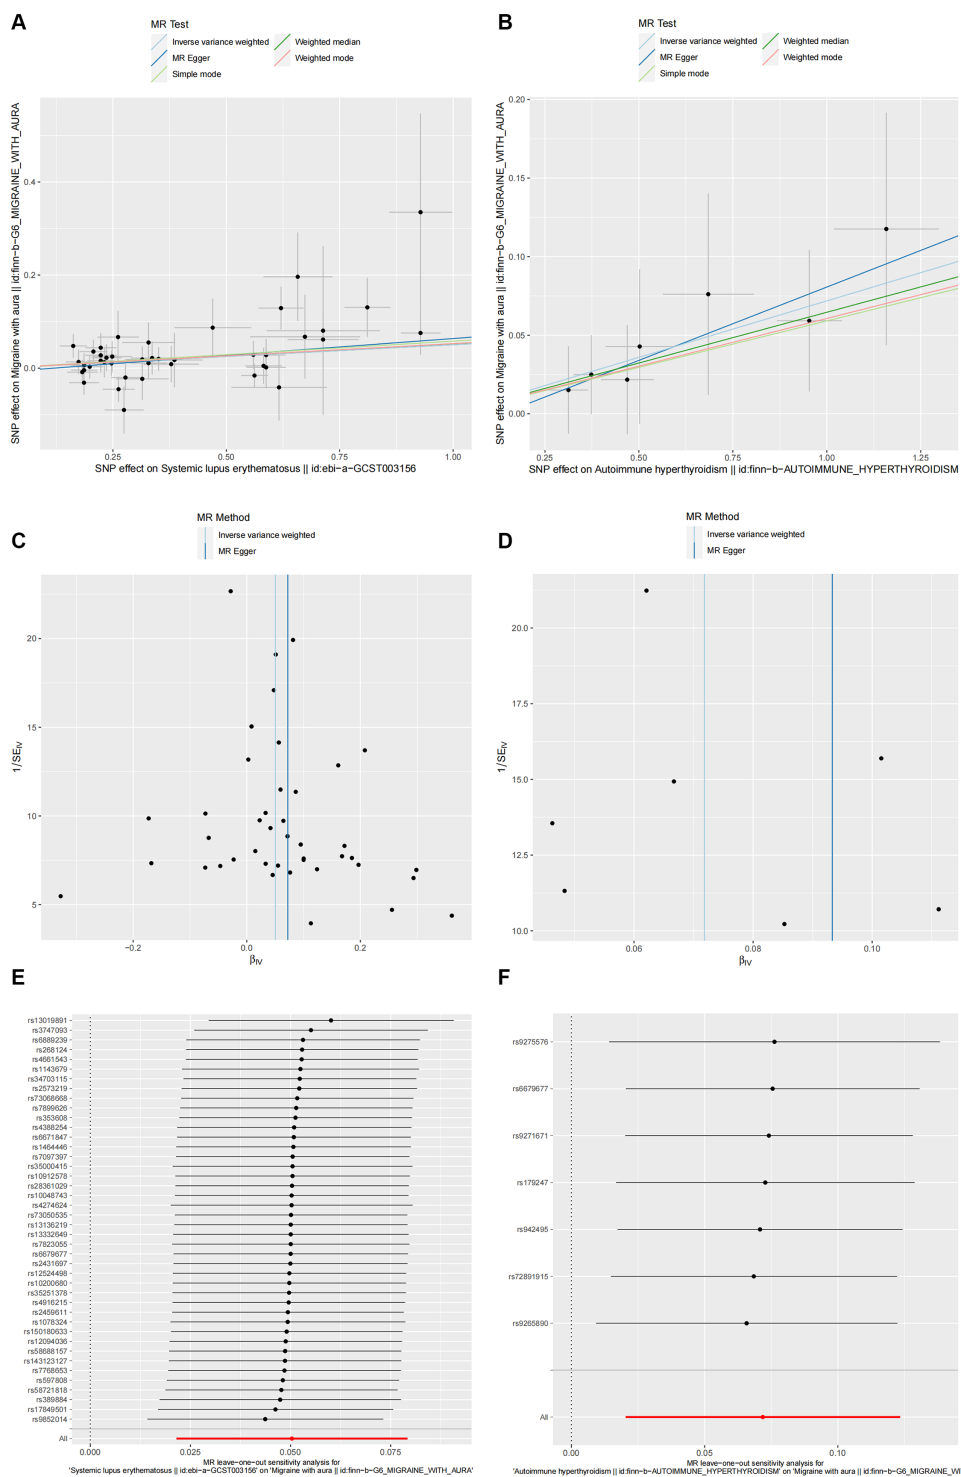 A
MR Test
Inverse variance weighted
Weighted median
MR Egger
Weighted mode
Simple mode
SNP effect on Migraine with aura || id:finn-b-G6_MIGRAINE_WITH_AURA
0.4
0.2
0.0
0.25
0.50
0.75
1.00
SNP effect on Systemic lupus erythematosus || id:ebi-a-GCST003156
B
MR Test
Inverse variance weighted
Weighted median
MR Egger
Weighted mode
Simple mode
SNP effect on Migraine with aura || id:finn-b-G6_MIGRAINE_WITH_AURA
0.20
0.15
0.10
0.05
0.00
0.25
0.50
0.75
1.00
1.25
SNP effect on Autoimmune hyperthyroidism || id:finn-b-AUTOIMMUNE_HYPERTHYROIDISM
C
MR Method
Inverse variance weighted
MR Egger
1/SE_IV
20
15
10
5
−0.2
0.0
0.2
β_IV
D
MR Method
Inverse variance weighted
MR Egger
1/SE_IV
20.0
17.5
15.0
12.5
10.0
0.06
0.08
0.10
β_IV
E
rs13019891
rs3747093
rs6889239
rs268124
rs4661543
rs1143679
rs34703115
rs2573219
rs73068668
rs7899626
rs353608
rs4388254
rs6671847
rs1464446
rs7097397
rs35000415
rs10912578
rs28361029
rs10048743
rs4274624
rs73050535
rs13136219
rs13332649
rs7823055
rs6679677
rs2431697
rs12524498
rs10200680
rs35251378
rs4916215
rs2459611
rs1078324
rs150180633
rs12094036
rs58688157
rs143123127
rs7768653
rs597808
rs58721818
rs389884
rs17849501
rs9852014
All
0.000
0.025
0.050
0.075
MR leave−one−out sensitivity analysis for
'Systemic lupus erythematosus || id:ebi-a-GCST003156' on 'Migraine with aura || id:finn-b-G6_MIGRAINE_WITH_AURA'
F
rs9275576
rs6679677
rs9271671
rs179247
rs942495
rs72891915
rs9265890
All
0.00
0.05
0.10
MR leave−one−out sensitivity analysis for
'Autoimmune hyperthyroidism || id:finn-b-AUTOIMMUNE_HYPERTHYROIDISM' on 'Migraine with aura || id:finn-b-G6_MIGRAINE_WI